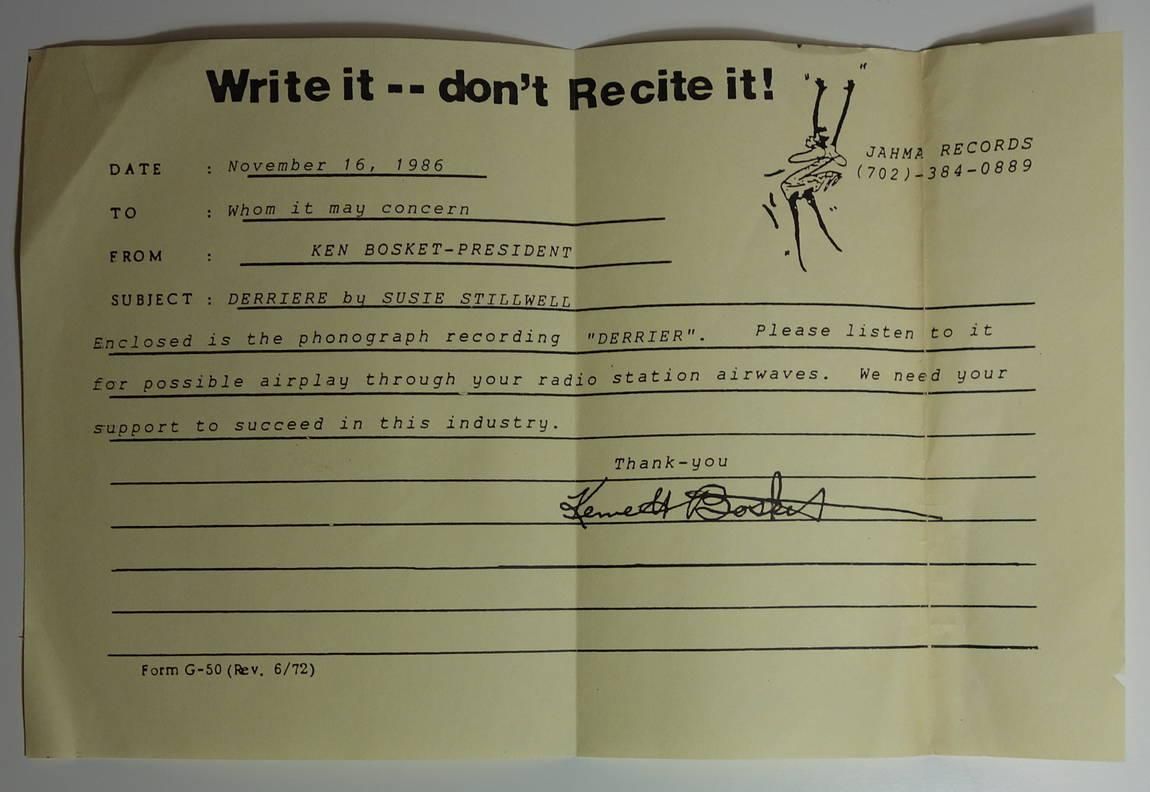 Write it -- don't Recite it!
JAHMA RECORDS
(702)-384-0889
DATE : November 16, 1986
TO : Whom it may concern
FROM : KEN BOSKET-PRESIDENT
SUBJECT : DERRIERE by SUSIE STILLWELL
Enclosed is the phonograph recording "DERRIER". Please listen to it
for possible airplay through your radio station airwaves. We need your
support to succeed in this industry.
Thank-you
Kenneth Bosket
Form G-50 (Rev. 6/72)